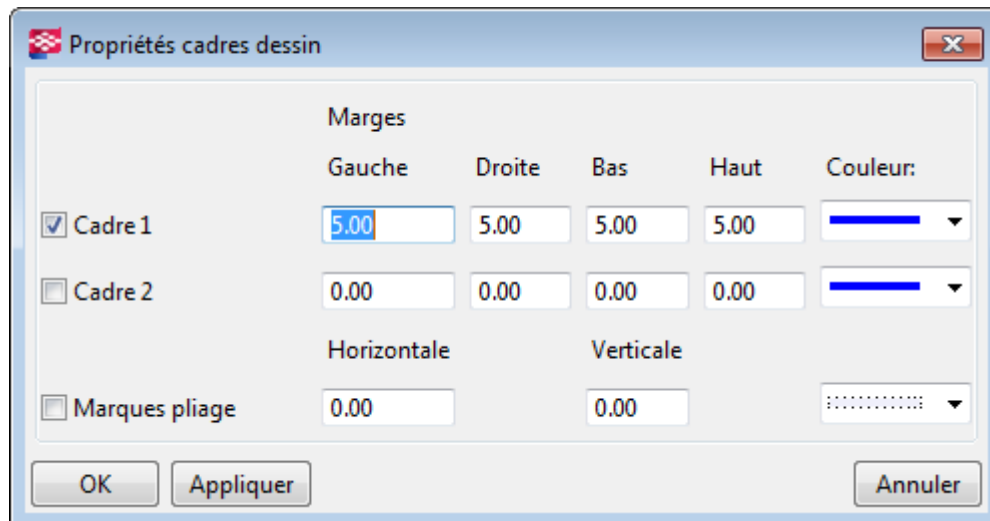 Propriétés cadres dessin
Marges
Gauche Droite Bas Haut Couleur:
Cadre 1 5.00 5.00 5.00 5.00
Cadre 2 0.00 0.00 0.00 0.00
Horizontale Verticale
Marques pliage 0.00 0.00
OK Appliquer Annuler